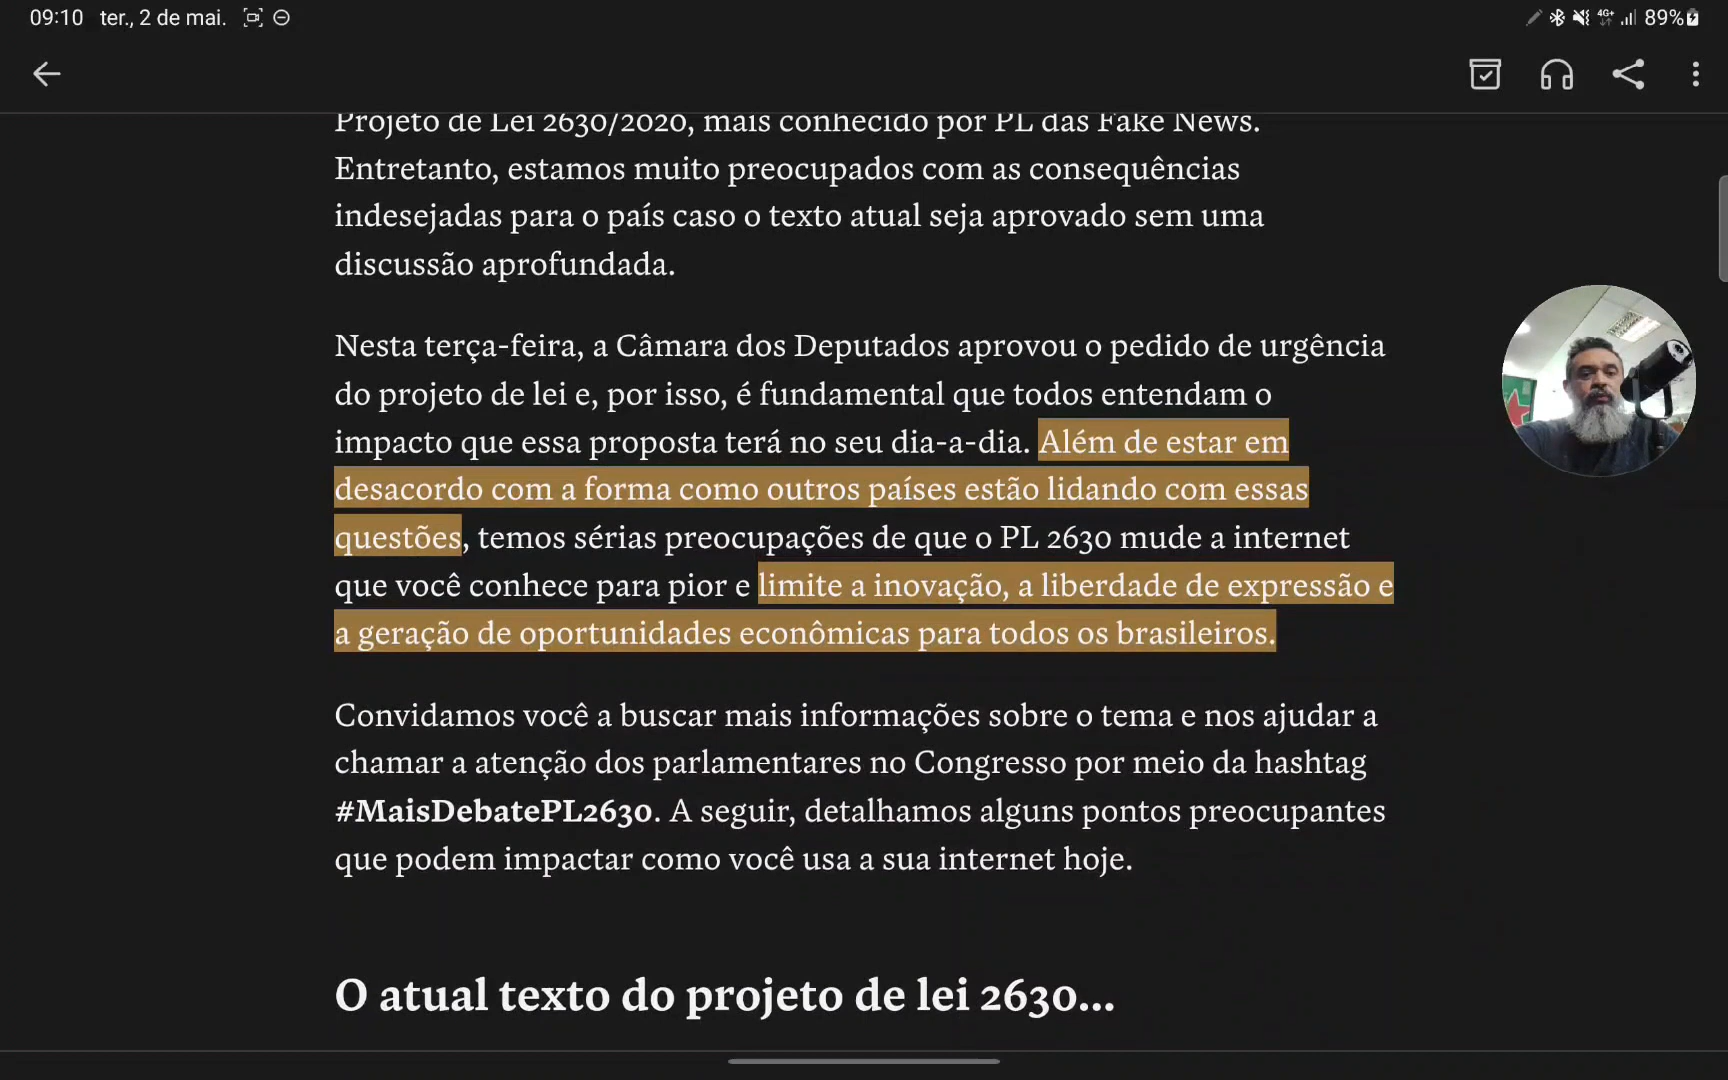 09:10 ter., 2 de mai.
4G+ 89%
Projeto de Lei 2630/2020, mais conhecido por PL das Fake News.
Entretanto, estamos muito preocupados com as consequências
indesejadas para o país caso o texto atual seja aprovado sem uma
discussão aprofundada.
Nesta terça-feira, a Câmara dos Deputados aprovou o pedido de urgência
do projeto de lei e, por isso, é fundamental que todos entendam o
impacto que essa proposta terá no seu dia-a-dia. Além de estar em
desacordo com a forma como outros países estão lidando com essas
questões, temos sérias preocupações de que o PL 2630 mude a internet
que você conhece para pior e limite a inovação, a liberdade de expressão e
a geração de oportunidades econômicas para todos os brasileiros.
Convidamos você a buscar mais informações sobre o tema e nos ajudar a
chamar a atenção dos parlamentares no Congresso por meio da hashtag
#MaisDebatePL2630. A seguir, detalhamos alguns pontos preocupantes
que podem impactar como você usa a sua internet hoje.
O atual texto do projeto de lei 2630...